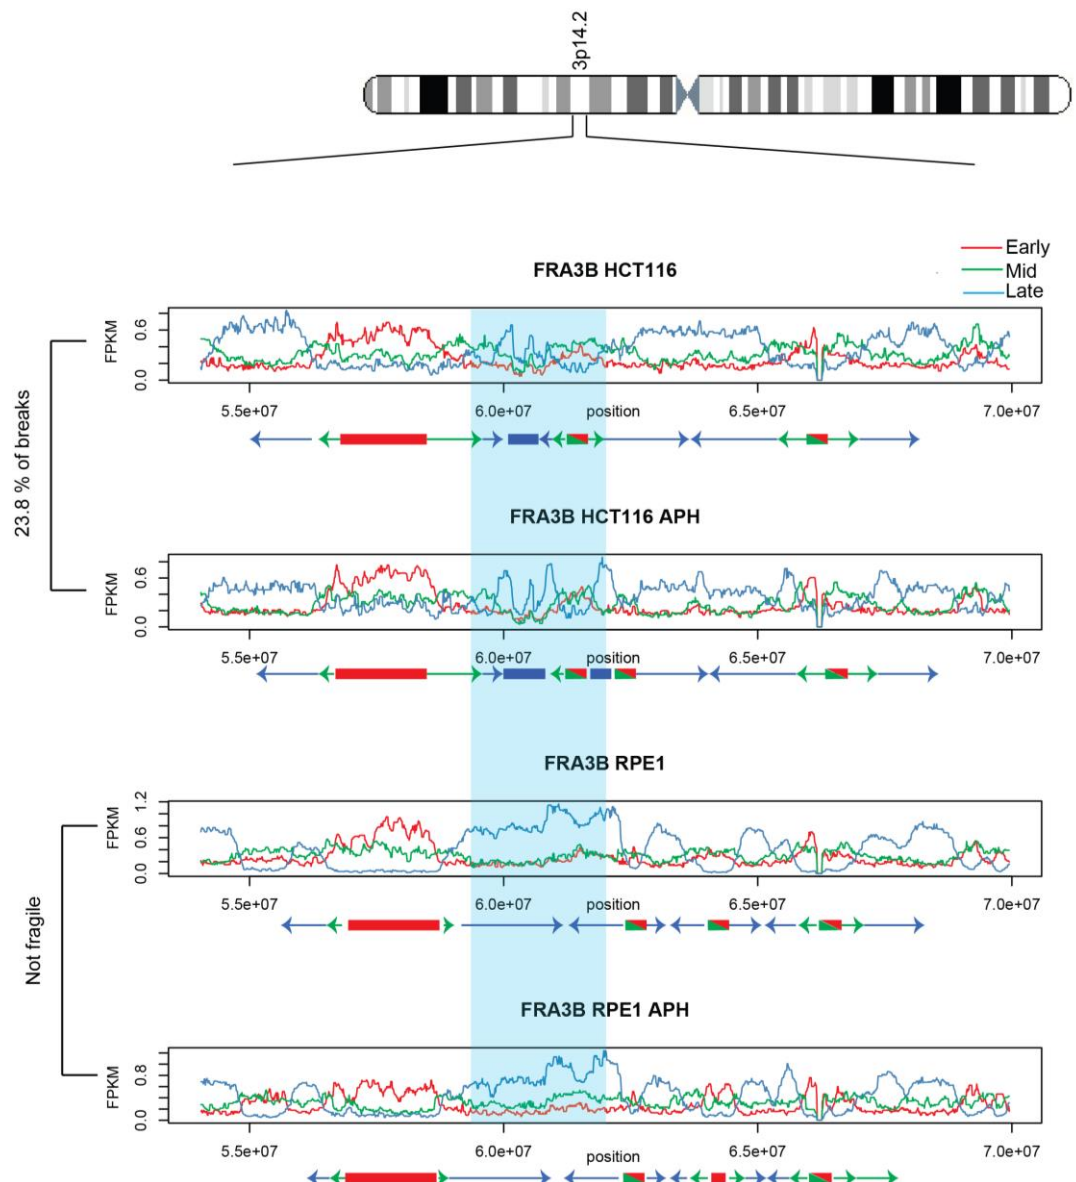 3p14.2
Early
Mid
Late
FRA3B HCT116
FPKM
0.6
0.0
5.5e+07 6.0e+07 position 6.5e+07 7.0e+07
23.8 % of breaks
FRA3B HCT116 APH
FPKM
0.6
0.0
5.5e+07 6.0e+07 position 6.5e+07 7.0e+07
FRA3B RPE1
FPKM
1.2
0.6
0.0
5.5e+07 6.0e+07 position 6.5e+07 7.0e+07
Not fragile
FRA3B RPE1 APH
FPKM
0.8
0.0
5.5e+07 6.0e+07 position 6.5e+07 7.0e+07